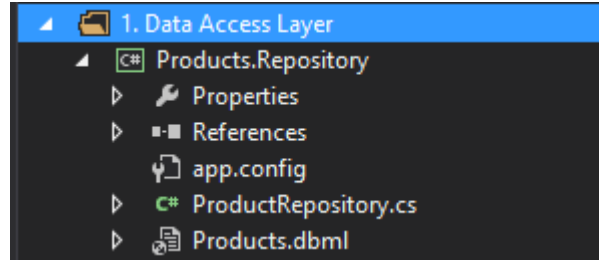 1. Data Access Layer
C# Products.Repository
Properties
References
app.config
C# ProductRepository.cs
Products.dbml